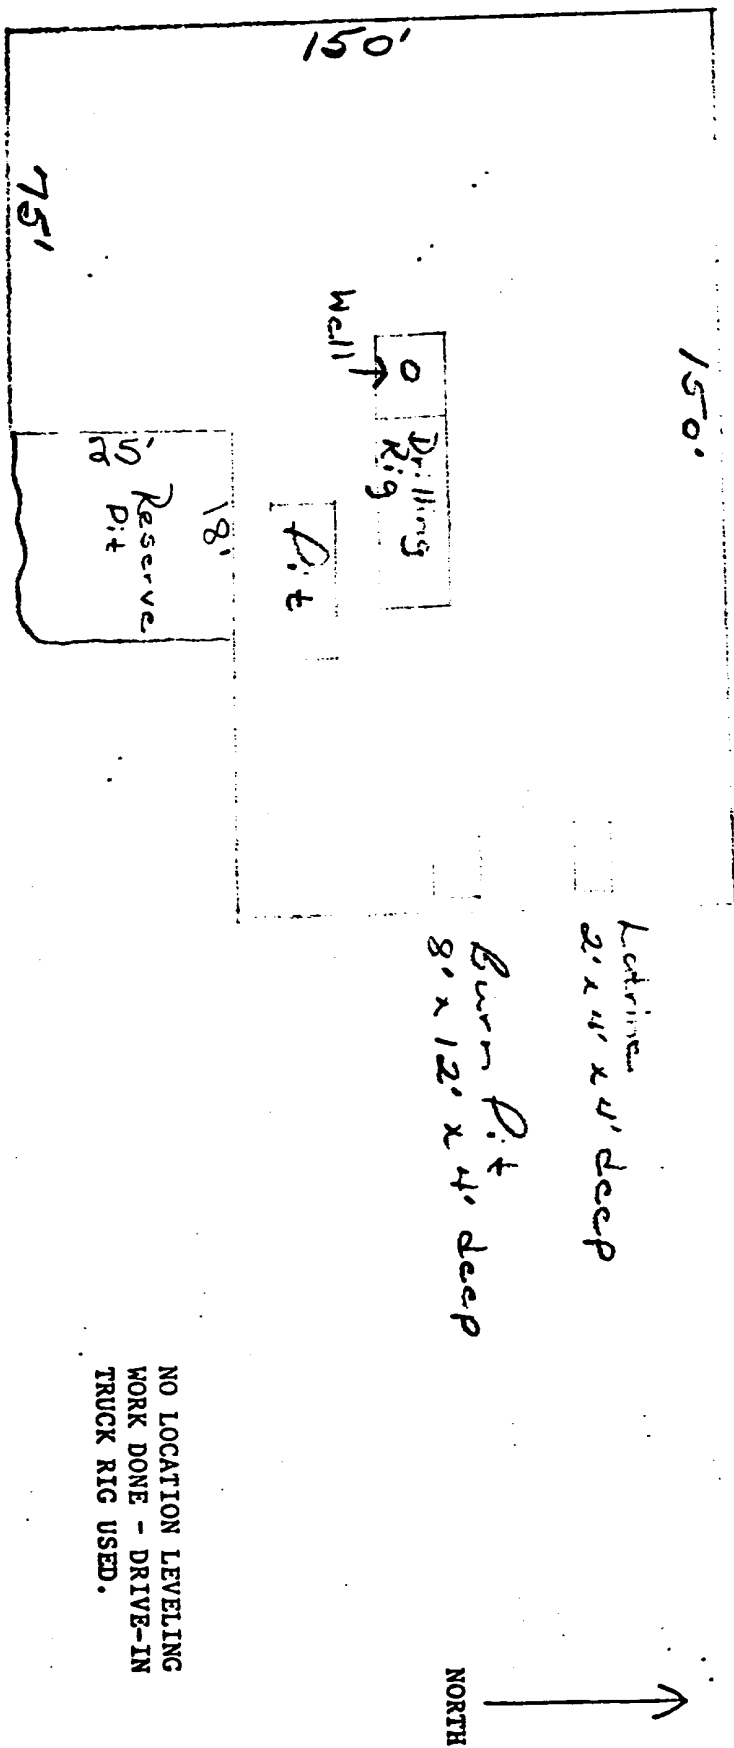 150'
150'
75'
Well
O
Drilling
Rig
Pit
18'
25'
Reserve
Pit
Latrine
2' x 4' x 4' deep
Burn Pit
8' x 12' x 4' deep
NO LOCATION LEVELING
WORK DONE - DRIVE-IN
TRUCK RIG USED.
NORTH